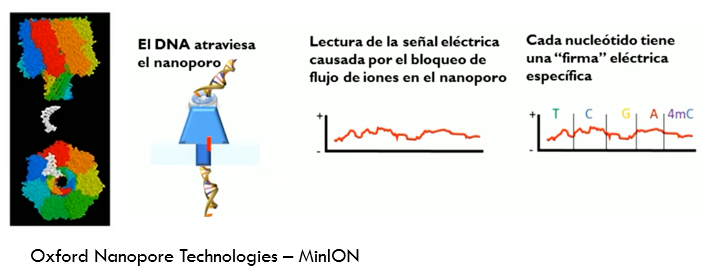 El DNA atraviesa
el nanoporo
Lectura de la señal eléctrica
causada por el bloqueo de
flujo de iones en el nanoporo
+
-
Cada nucleótido tiene
una “firma” eléctrica
específica
+ T C G A 4mC
-
Oxford Nanopore Technologies – MinION